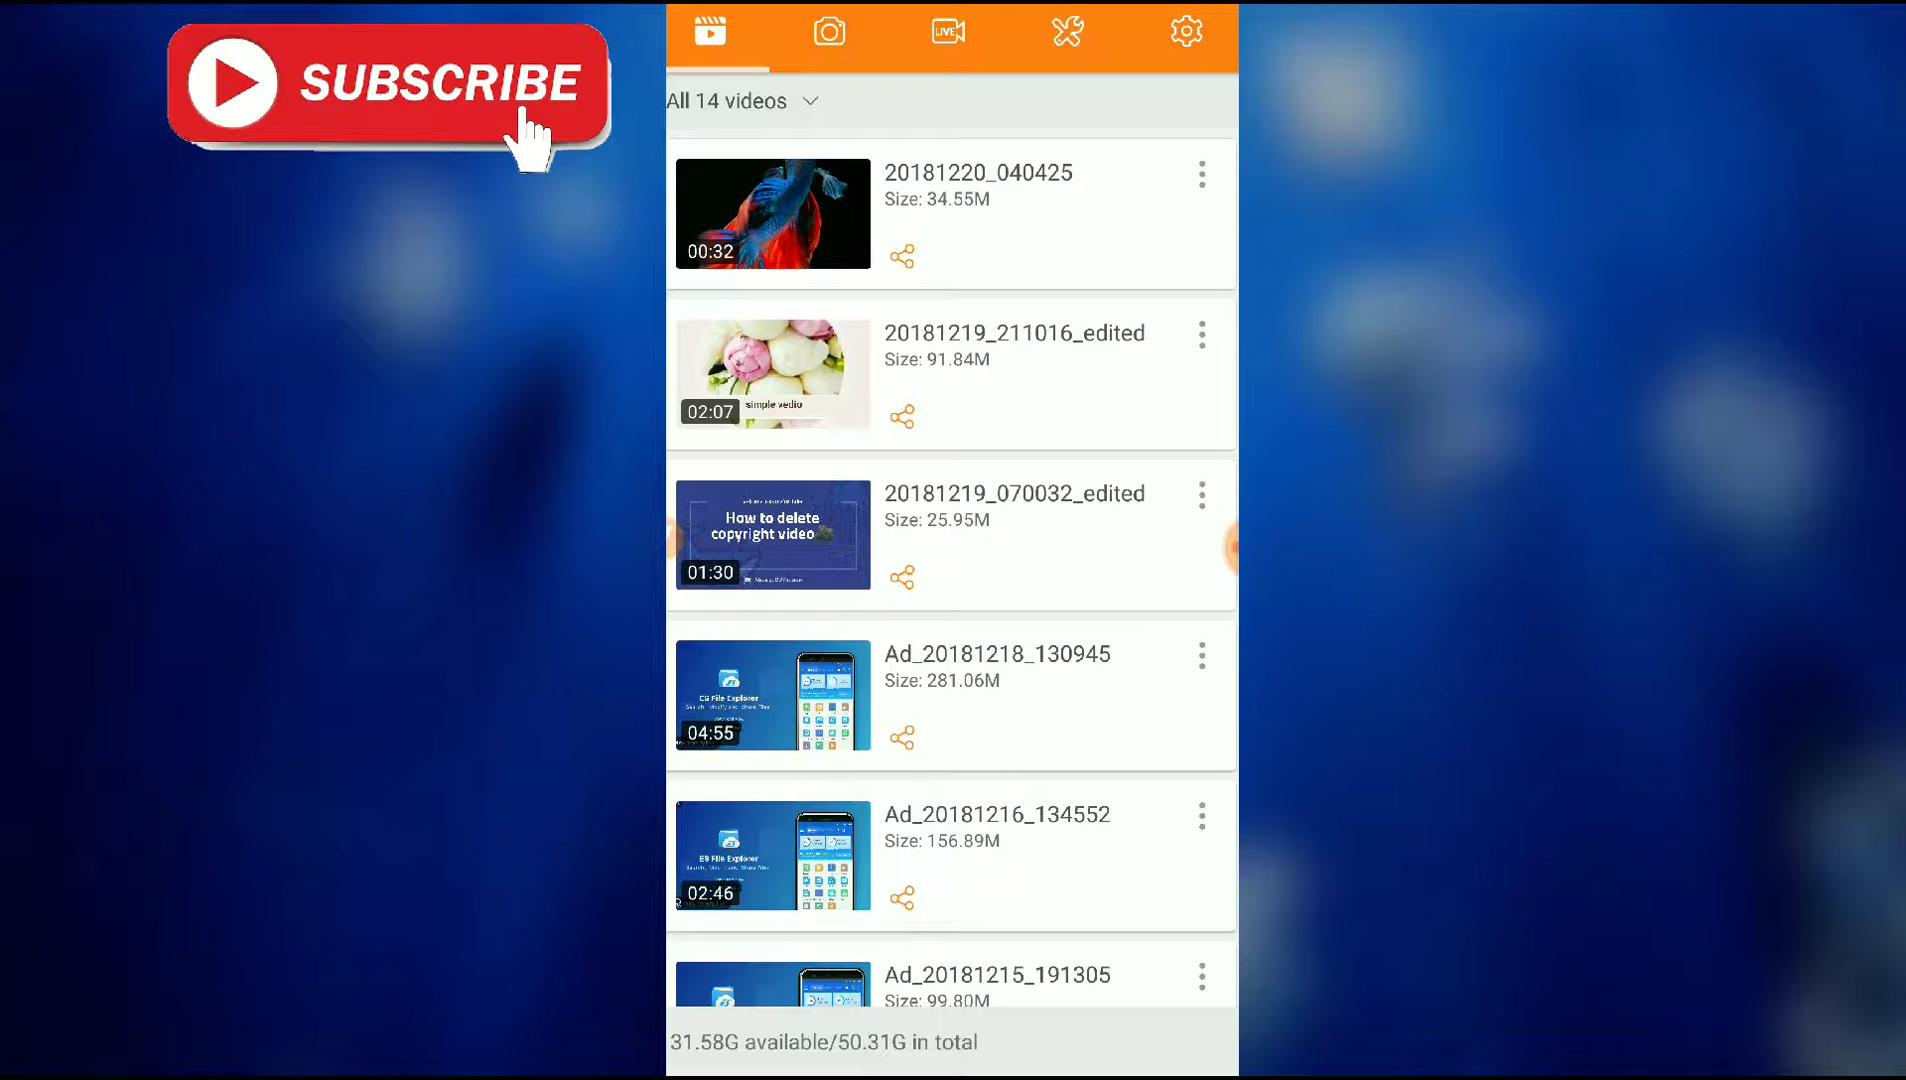 SUBSCRIBE
LIVE
All 14 videos
20181220_040425
Size: 34.55M
00:32
20181219_211016_edited
Size: 91.84M
simple vedio
02:07
20181219_070032_edited
Size: 25.95M
How to delete
copyright video
01:30
Ad_20181218_130945
Size: 281.06M
ES File Explorer
04:55
Ad_20181216_134552
Size: 156.89M
ES File Explorer
02:46
Ad_20181215_191305
Size: 99.80M
31.58G available/50.31G in total